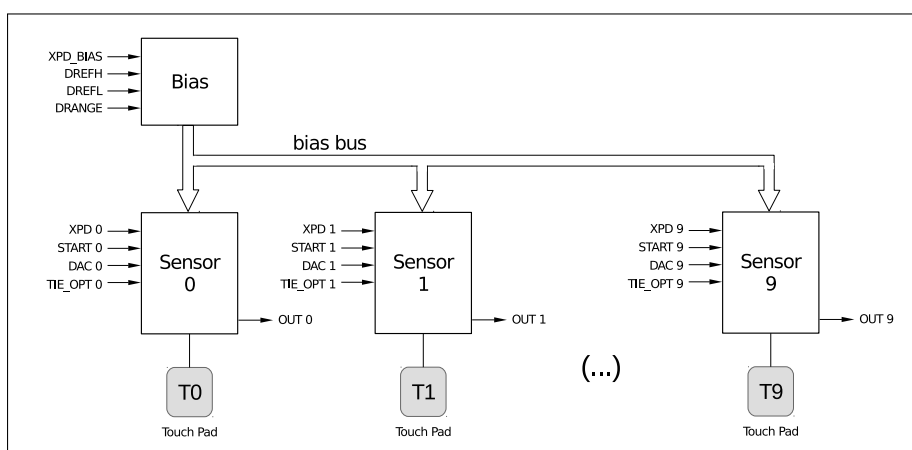 XPD_BIAS
DREFH
DREFL
DRANGE
Bias
bias bus
XPD 0
START 0
DAC 0
TIE_OPT 0
Sensor
0
OUT 0
XPD 1
START 1
DAC 1
TIE_OPT 1
Sensor
1
OUT 1
XPD 9
START 9
DAC 9
TIE_OPT 9
Sensor
9
OUT 9
(...)
T0
Touch Pad
T1
Touch Pad
T9
Touch Pad